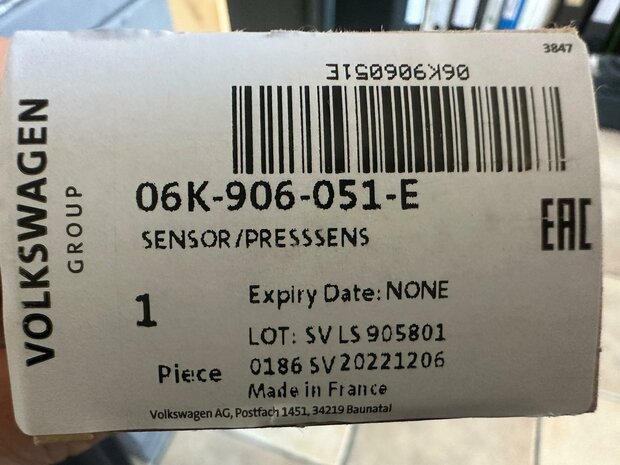 3847
06K906051E
VOLKSWAGEN
GROUP
06K-906-051-E
SENSOR/PRESSSENS
EAC
1
Piece
Expiry Date: NONE
LOT: SV LS 905801
0186 SV 20221206
Made in France
Volkswagen AG, Postfach 1451, 34219 Baunatal